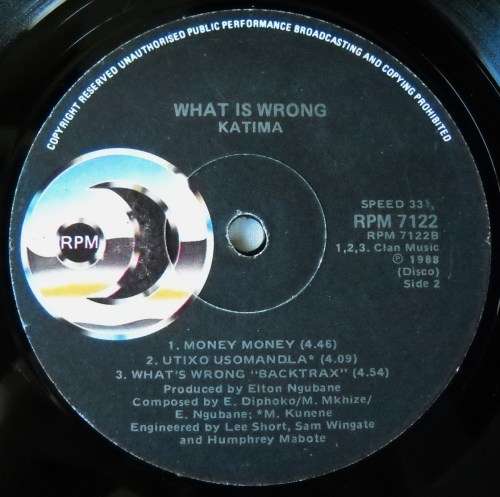 COPYRIGHT RESERVED UNAUTHORISED PUBLIC PERFORMANCE BROADCASTING AND COPYING PROHIBITED
WHAT IS WRONG
KATIMA
RPM
SPEED 33⅓
RPM 7122
RPM 7122B
1,2,3. Clan Music
℗ 1988
(Disco)
Side 2
1. MONEY MONEY (4.46)
2. UTIXO USOMANDLA* (4.09)
3. WHAT'S WRONG "BACKTRAX" (4.54)
Produced by Elton Ngubane
Composed by E. Diphoko/M. Mkhize/
E. Ngubane; *M. Kunene
Engineered by Lee Short, Sam Wingate
and Humphrey Mabote